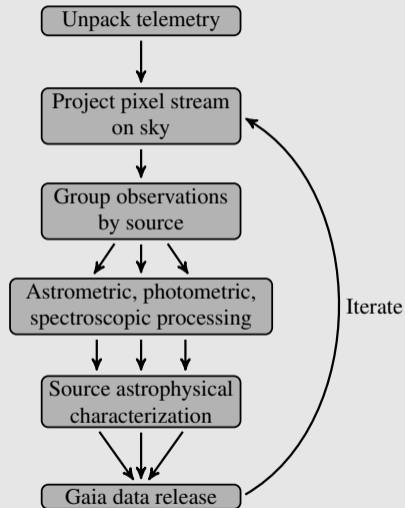 Unpack telemetry
Project pixel stream
on sky
Group observations
by source
Astrometric, photometric,
spectroscopic processing
Iterate
Source astrophysical
characterization
Gaia data release